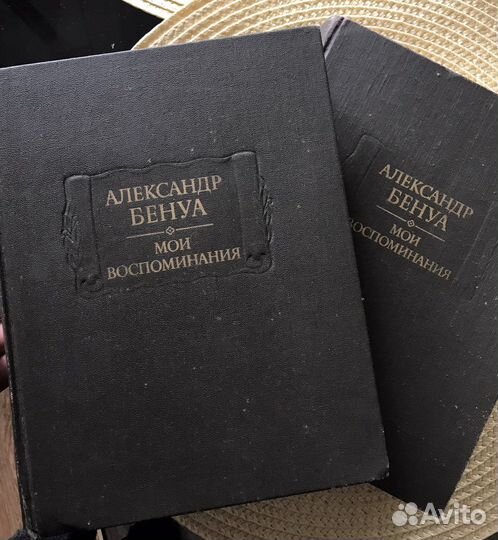 АЛЕКСАНДР
БЕНУА
МОИ
ВОСПОМИНАНИЯ
АЛЕКСАНДР
БЕНУА
МОИ
ВОСПОМИНАНИЯ
Avito